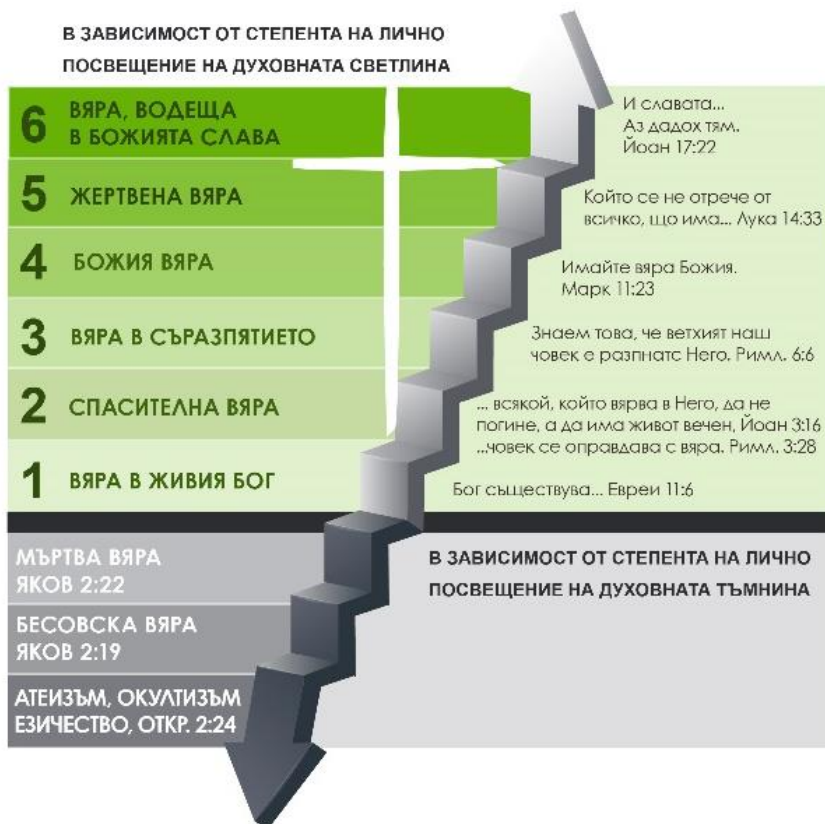 В ЗАВИСИМОСТ ОТ СТЕПЕНТА НА ЛИЧНО
ПОСВЕЩЕНИЕ НА ДУХОВНАТА СВЕТЛИНА
6 ВЯРА, ВОДЕЩА
В БОЖИЯТА СЛАВА
И славата...
Аз дадох тям.
Йоан 17:22
5 ЖЕРТВЕНА ВЯРА
Който се не отрече от
всичко, що има... Лука 14:33
4 БОЖИЯ ВЯРА
Имайте вяра Божия.
Марк 11:23
3 ВЯРА В СЪРАЗПЯТИЕТО
Знаем това, че ветхият наш
човек е разпнатс Него. Римл. 6:6
2 СПАСИТЕЛНА ВЯРА
... всякой, който вярва в Него, да не
погине, а да има живот вечен, Йоан 3:16
...човек се оправдава с вяра. Римл. 3:28
1 ВЯРА В ЖИВИЯ БОГ
Бог съществува... Евреи 11:6
МЪРТВА ВЯРА
ЯКОВ 2:22
В ЗАВИСИМОСТ ОТ СТЕПЕНТА НА ЛИЧНО
ПОСВЕЩЕНИЕ НА ДУХОВНАТА ТЪМНИНА
БЕСОВСКА ВЯРА
ЯКОВ 2:19
АТЕИЗЪМ, ОКУЛТИЗЪМ
ЕЗИЧЕСТВО, ОТКР. 2:24